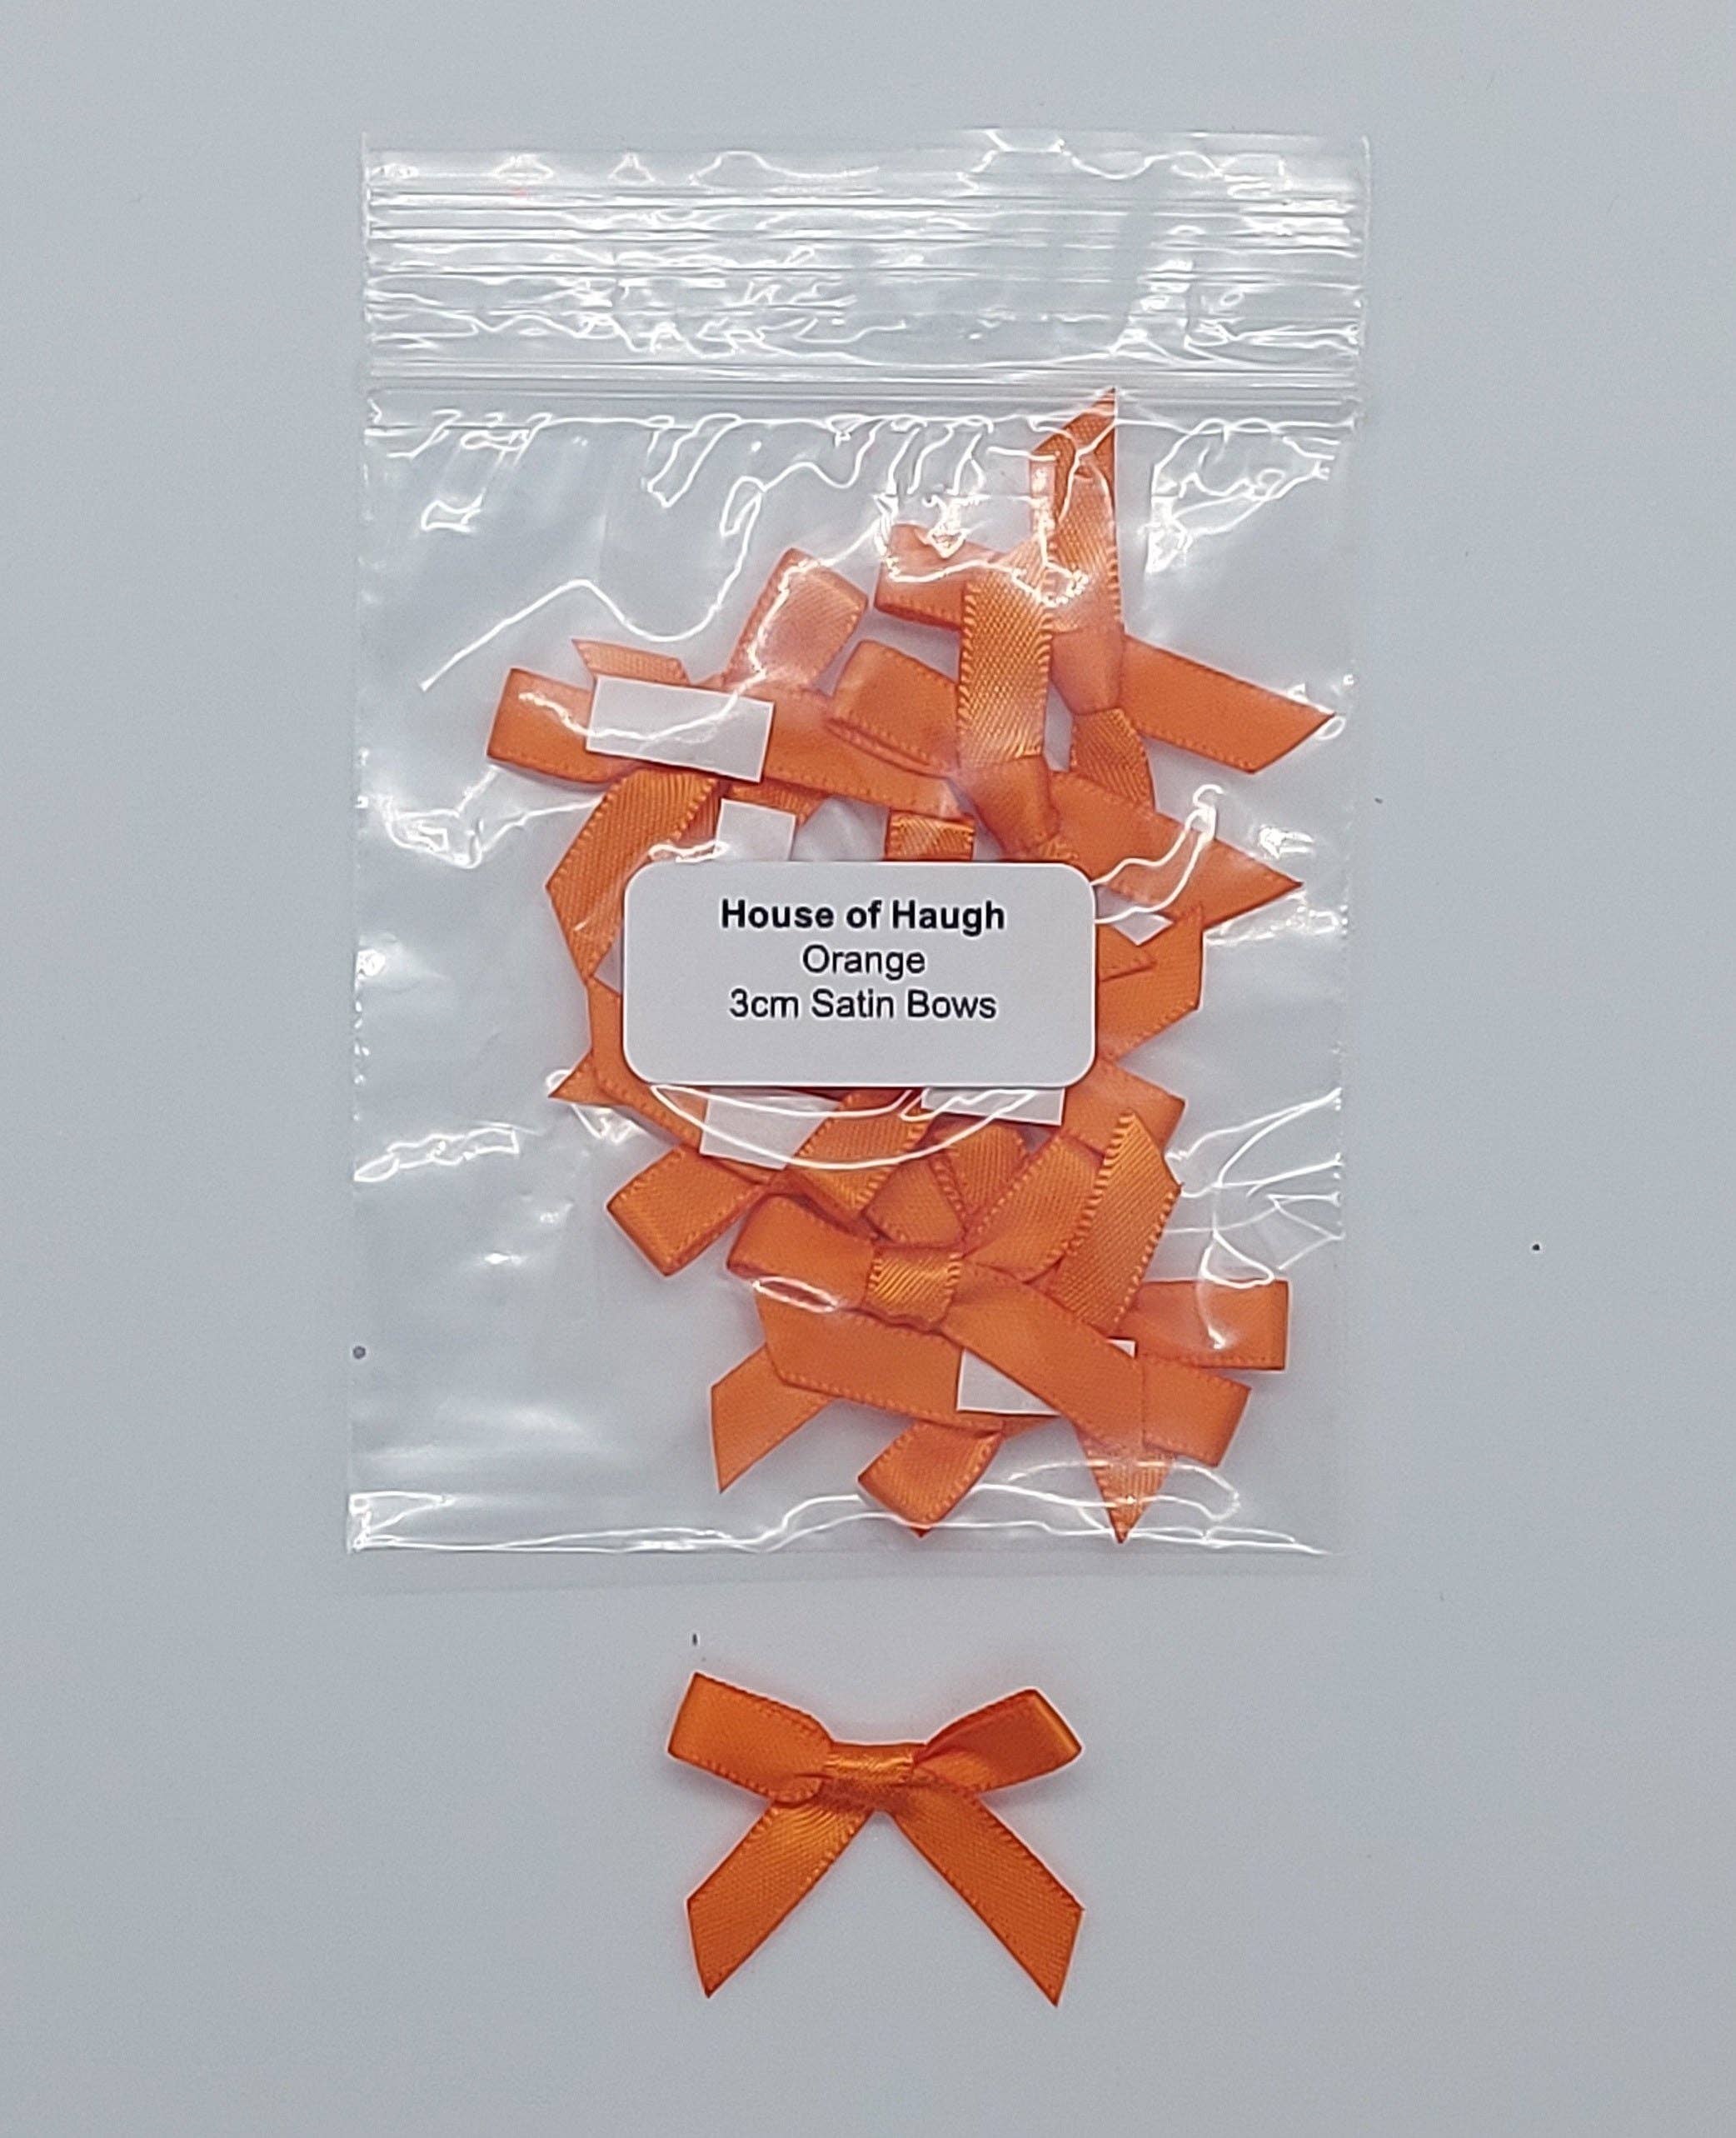 House of Haugh
Orange
3cm Satin Bows